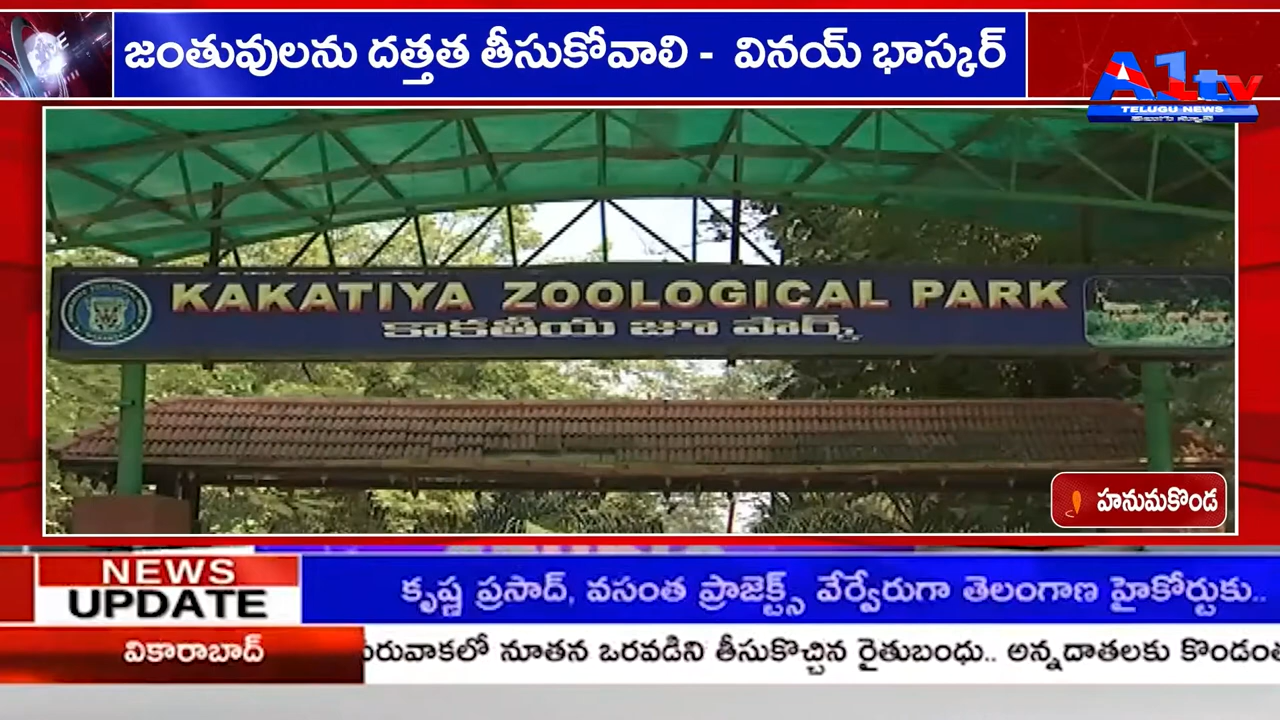 జంతువులను దత్తత తీసుకోవాలి - వినయ్ భాస్కర్
A1tv
TELUGU NEWS
తెలుగు న్యూస్
KAKATIYA ZOOLOGICAL PARK
కాకతీయ జూ పార్క్
హనుమకొండ
NEWS
UPDATE
కృష్ణ ప్రసాద్, వసంత ప్రాజెక్ట్స్ వేర్వేరుగా తెలంగాణ హైకోర్టుకు..
వికారాబాద్
రువాకలో నూతన ఒరవడిని తీసుకొచ్చిన రైతుబంధు.. అన్నదాతలకు కొండంత